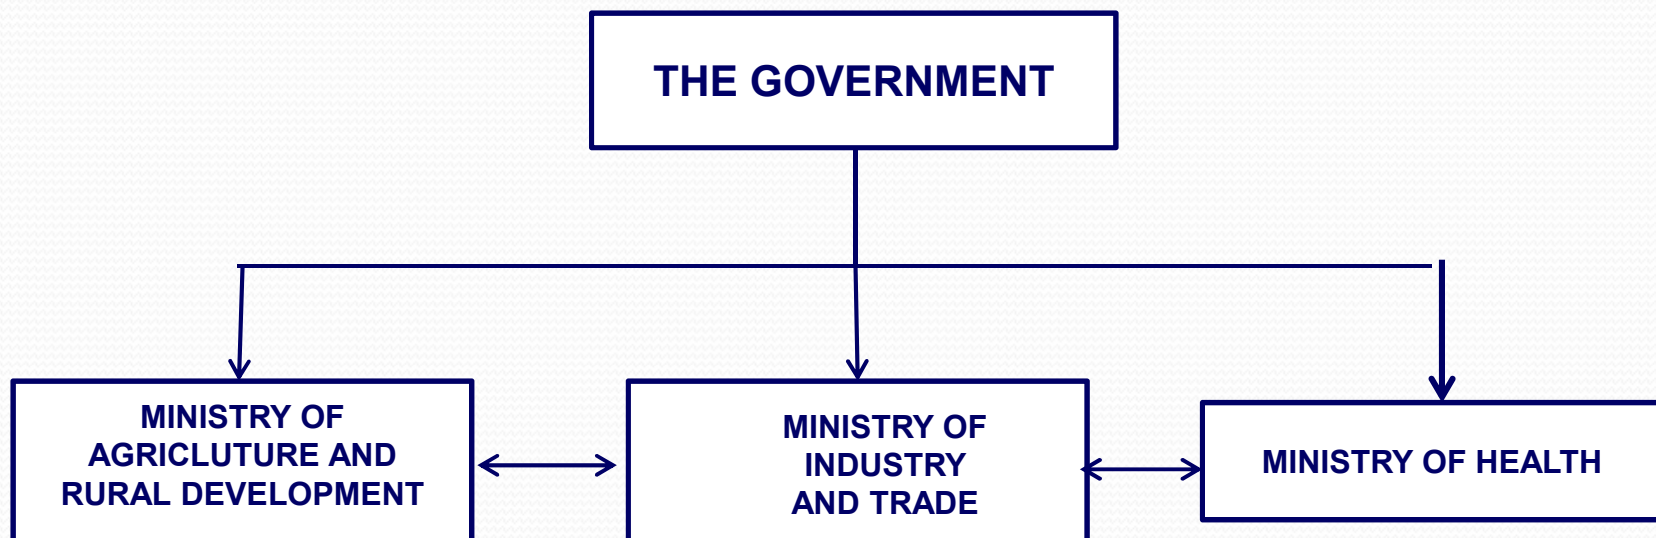 THE GOVERNMENT
MINISTRY OF
AGRICLUTURE AND
RURAL DEVELOPMENT
MINISTRY OF
INDUSTRY
AND TRADE
MINISTRY OF HEALTH